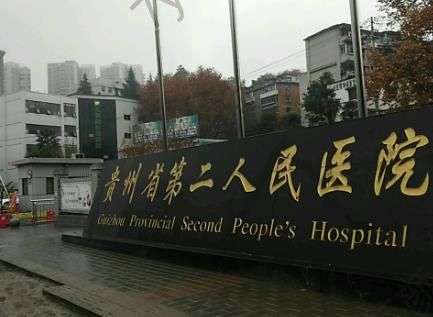 贵州省第二人民医院
Guizhou Provincial Second People's Hospital